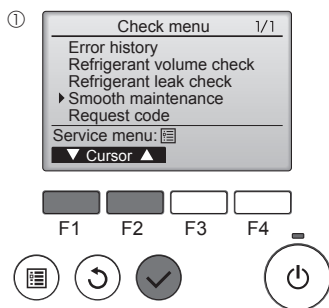 ①
Check menu 1/1
Error history
Refrigerant volume check
Refrigerant leak check
Smooth maintenance
Request code
Service menu:
▼ Cursor ▲
F1 F2 F3 F4